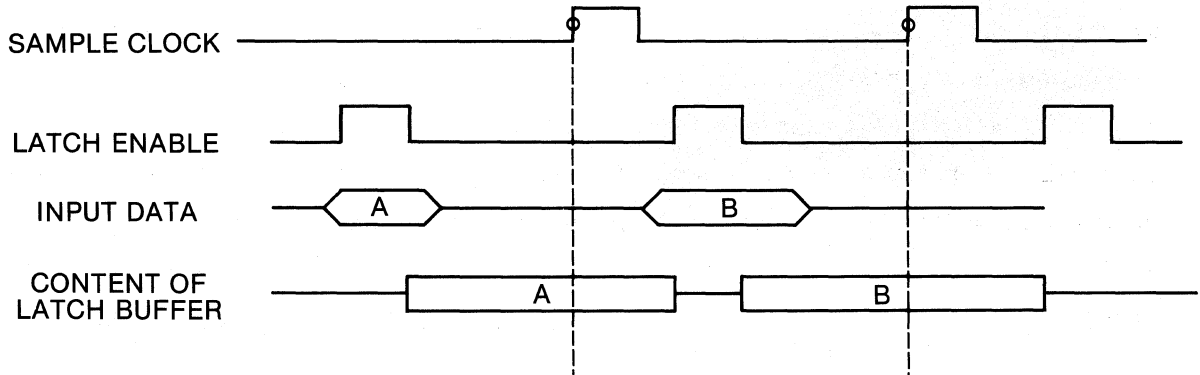 SAMPLE CLOCK
LATCH ENABLE
INPUT DATA
A
B
CONTENT OF
LATCH BUFFER
A
B